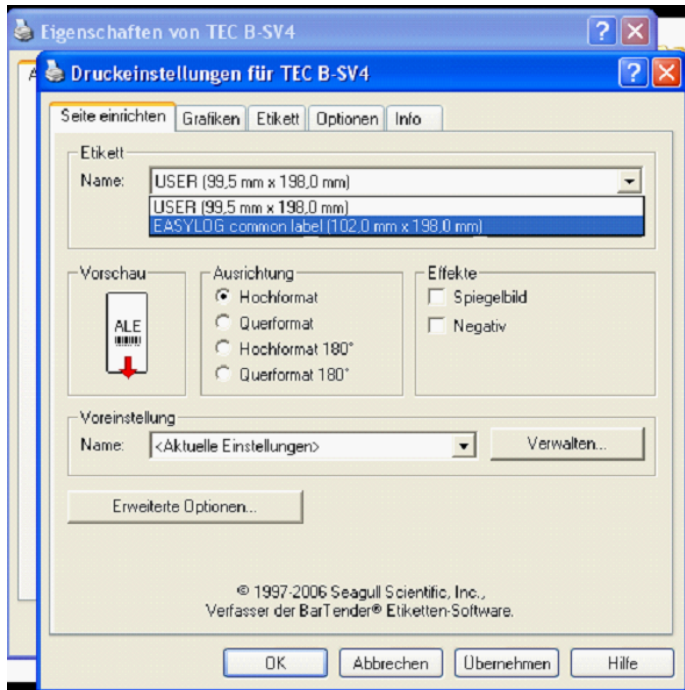 Eigenschaften von TEC B-SV4
Druckeinstellungen für TEC B-SV4
Seite einrichten Grafiken Etikett Optionen Info
Etikett
Name: USER (99,5 mm x 198,0 mm)
USER (99,5 mm x 198,0 mm)
EASYLOG common label (102,0 mm x 198,0 mm)
Vorschau
ALE
Ausrichtung
Hochformat
Querformat
Hochformat 180°
Querformat 180°
Effekte
Spiegelbild
Negativ
Voreinstellung
Name: <Aktuelle Einstellungen> Verwalten...
Erweiterte Optionen...
© 1997-2006 Seagull Scientific, Inc.,
Verfasser der BarTender® Etiketten-Software.
OK Abbrechen Übernehmen Hilfe